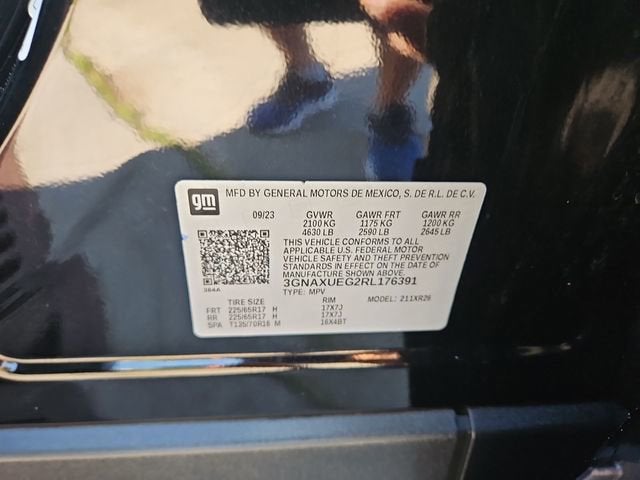 gm MFD BY GENERAL MOTORS DE MEXICO, S. DE R.L. DE C.V.
09/23 GVWR GAWR FRT GAWR RR
2100 KG 1175 KG 1200 KG
4630 LB 2590 LB 2645 LB
THIS VEHICLE CONFORMS TO ALL
APPLICABLE U.S. FEDERAL MOTOR
VEHICLE SAFETY AND THEFT PREVENTION
STANDARDS IN EFFECT ON THE DATE OF
MANUFACTURE SHOWN ABOVE.
3GNAXUEG2RL176391
384A TYPE: MPV MODEL: 211XR26
TIRE SIZE RIM
FRT 225/65R17 H 17X7J
RR 225/65R17 H 17X7J
SPA T135/70R16 M 16X4BT